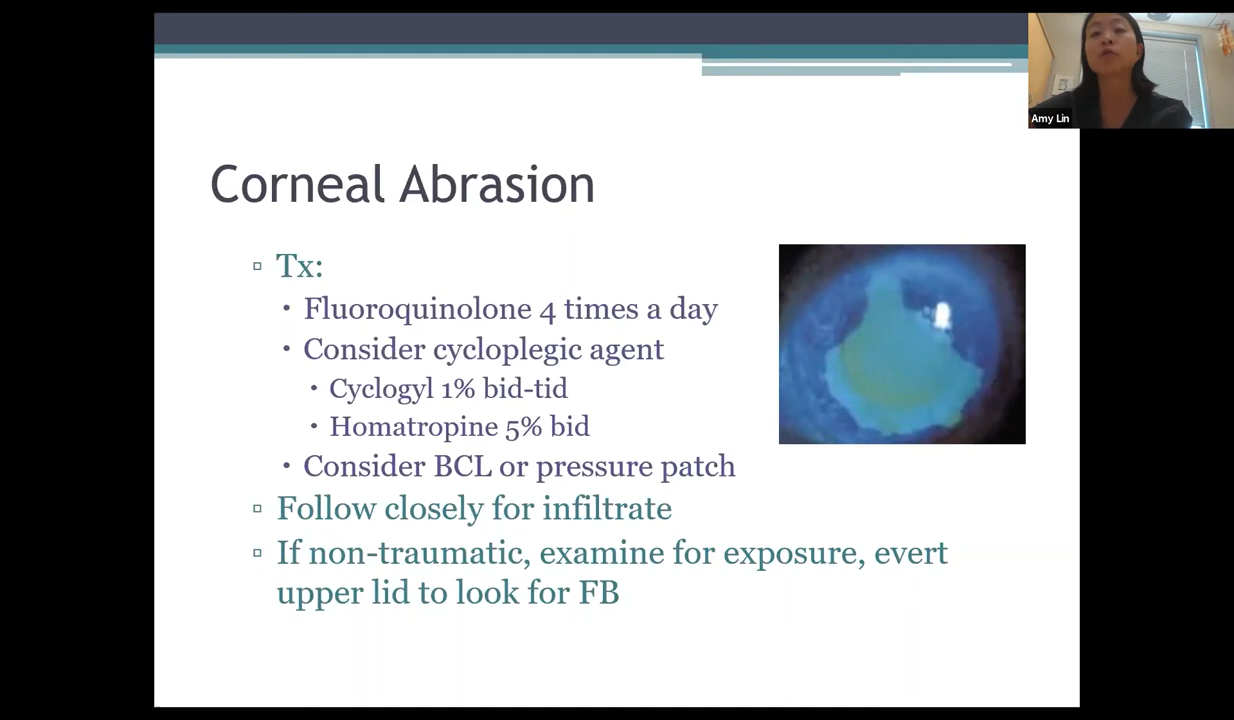 Amy Lin
Corneal Abrasion
▫ Tx:
• Fluoroquinolone 4 times a day
• Consider cycloplegic agent
• Cyclogyl 1% bid-tid
• Homatropine 5% bid
• Consider BCL or pressure patch
▫ Follow closely for infiltrate
▫ If non-traumatic, examine for exposure, evert
upper lid to look for FB